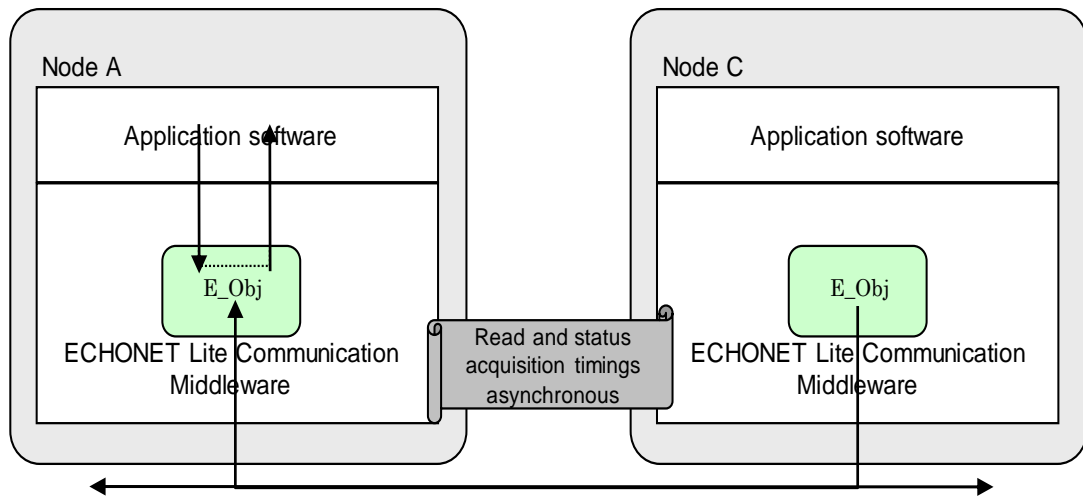 Node A
Application software
E_Obj
ECHONET Lite Communication
Middleware
Read and status
acquisition timings
asynchronous
Node C
Application software
E_Obj
ECHONET Lite Communication
Middleware